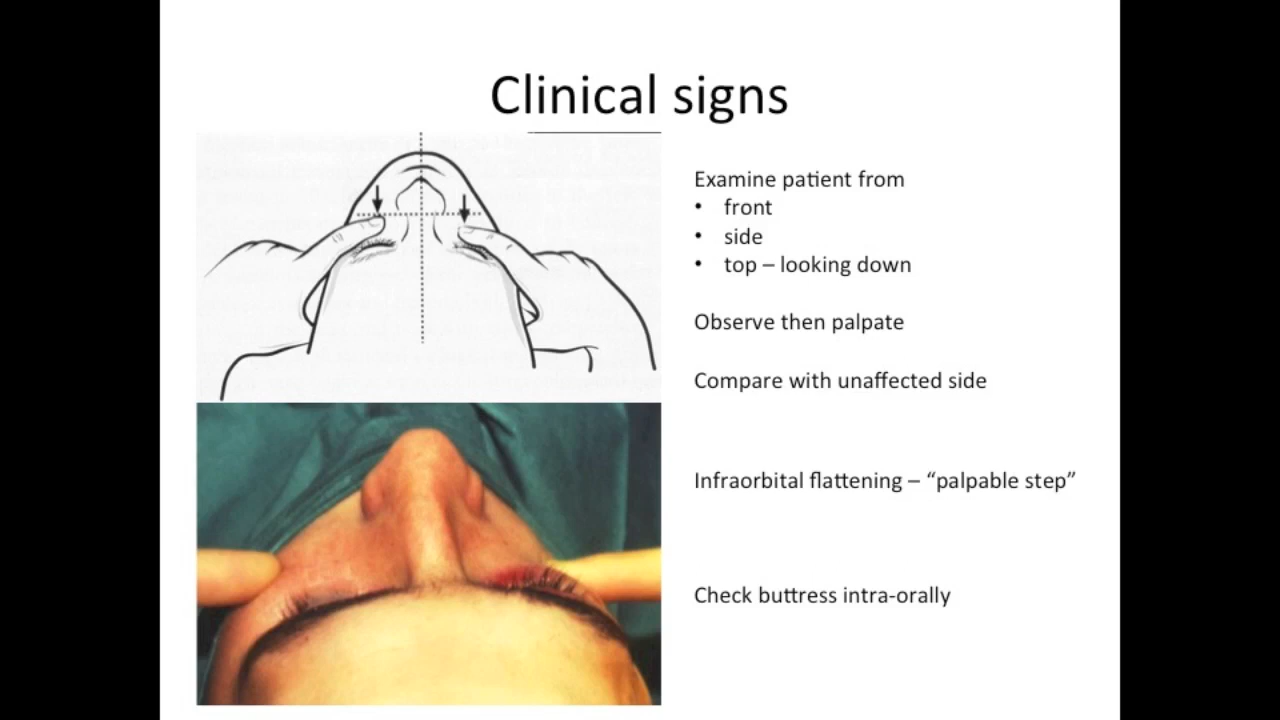 Clinical signs
Examine patient from
• front
• side
• top – looking down
Observe then palpate
Compare with unaffected side
Infraorbital flattening – “palpable step”
Check buttress intra-orally